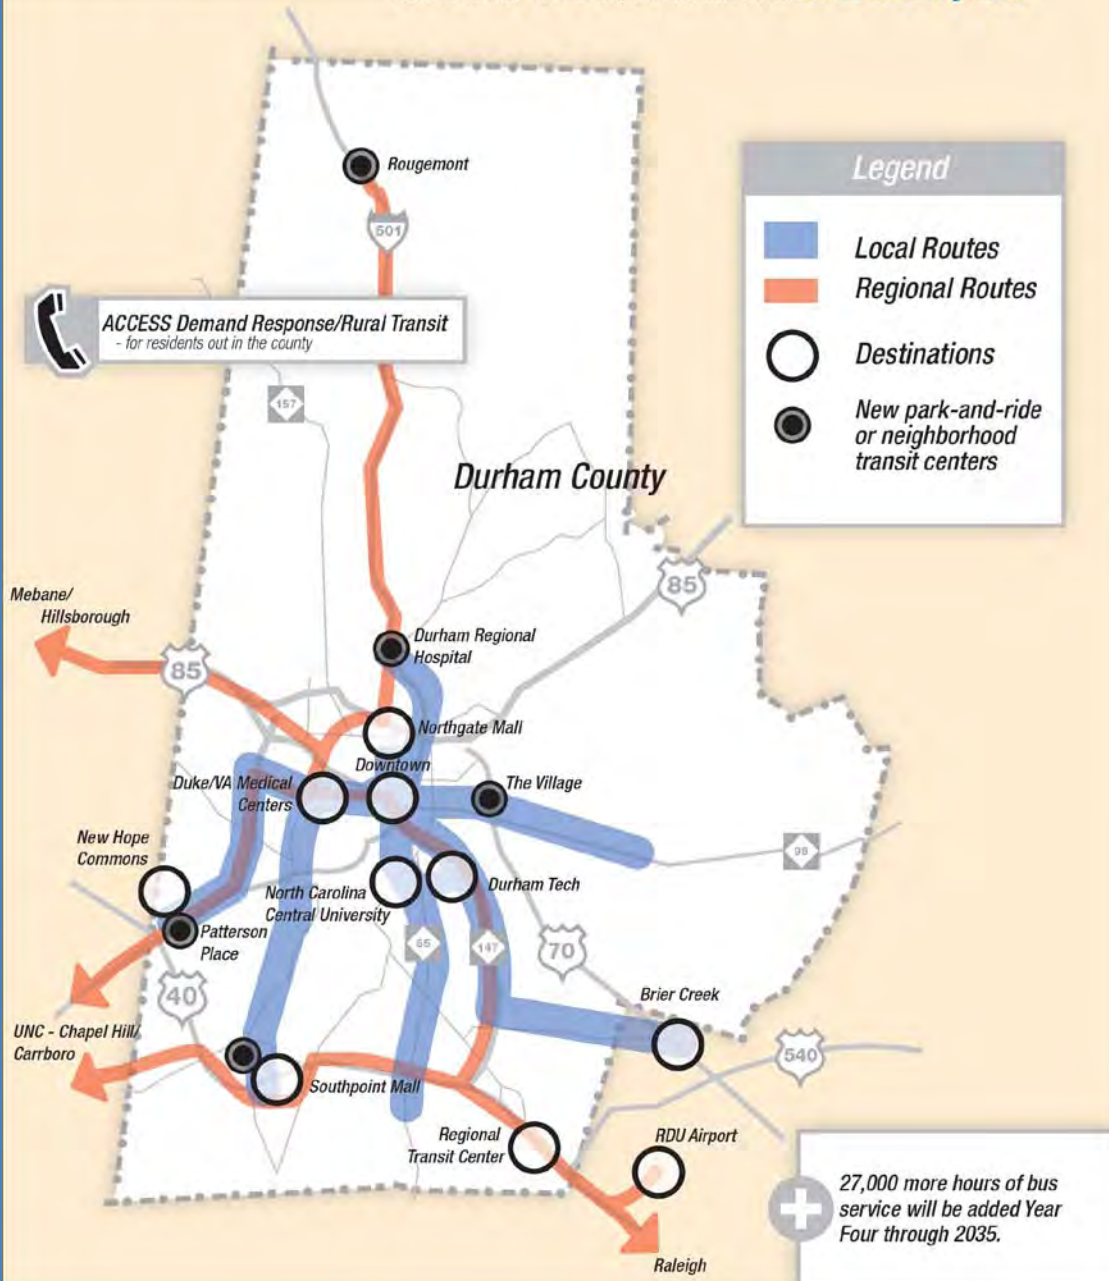 Rougemont
501
ACCESS Demand Response/Rural Transit
- for residents out in the county
157
Legend
Local Routes
Regional Routes
Destinations
New park-and-ride
or neighborhood
transit centers
Durham County
85
Mebane/
Hillsborough
85
Durham Regional
Hospital
Northgate Mall
Downtown
Duke/VA Medical
Centers
The Village
New Hope
Commons
98
North Carolina
Central University
Durham Tech
Patterson
Place
55
147
70
40
Brier Creek
UNC - Chapel Hill/
Carrboro
540
Southpoint Mall
Regional
Transit Center
RDU Airport
27,000 more hours of bus
service will be added Year
Four through 2035.
Raleigh